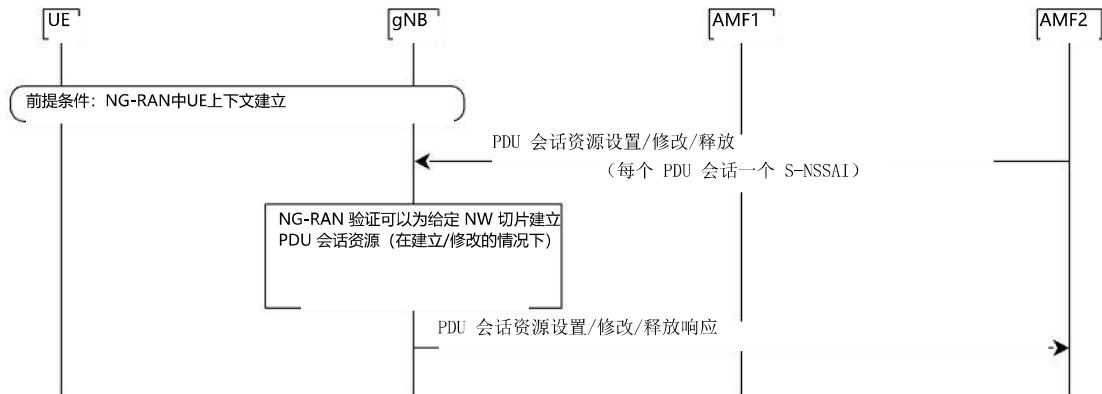 UE
gNB
AMF1
AMF2
前提条件：NG-RAN中UE上下文建立
PDU 会话资源设置/修改/释放
（每个 PDU 会话一个 S-NSSAI）
NG-RAN 验证可以为给定 NW 切片建立
PDU 会话资源（在建立/修改的情况下）
PDU 会话资源设置/修改/释放响应